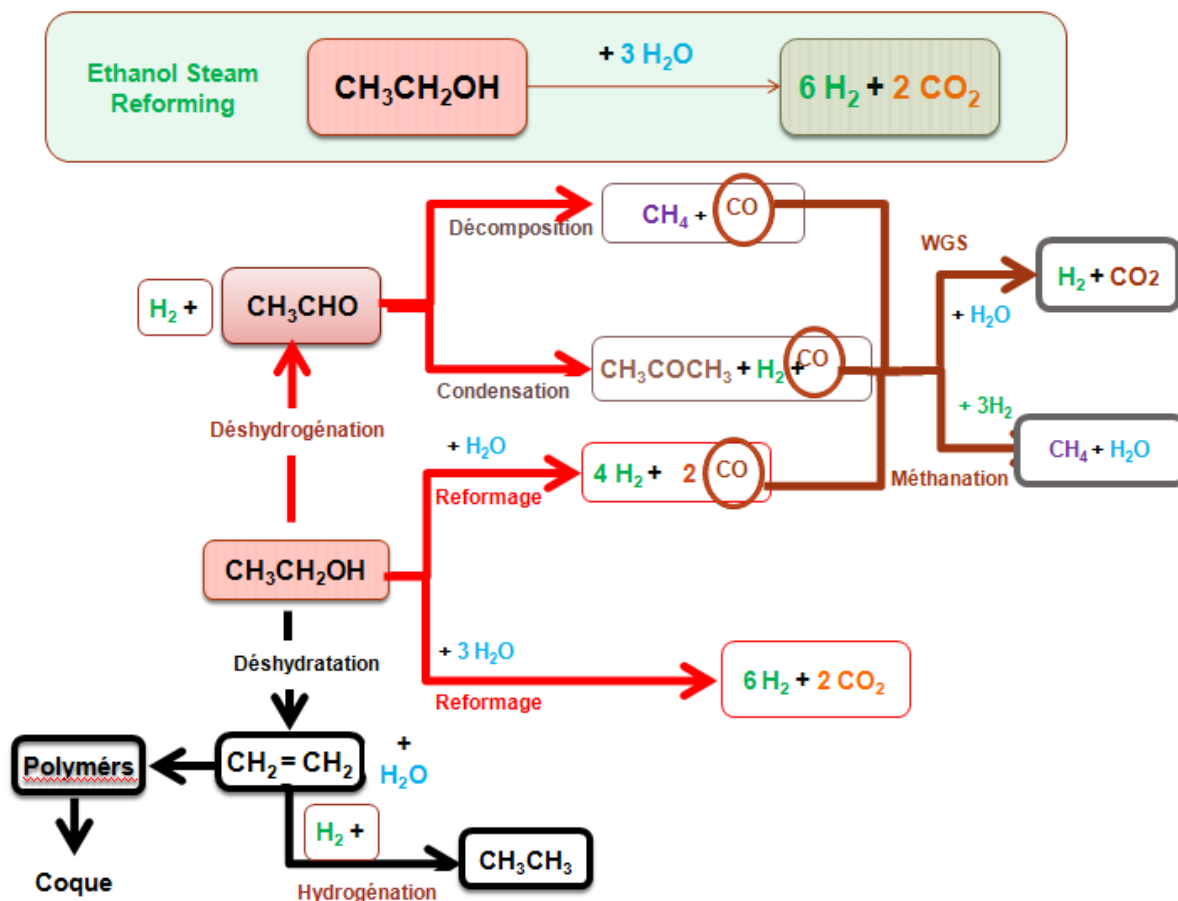 Ethanol Steam
Reforming
CH₃CH₂OH
+ 3 H₂O
6 H₂ + 2 CO₂
Décomposition
CH₄ + CO
WGS
H₂ + CO2
+ H₂O
H₂ +
CH₃CHO
Condensation
CH₃COCH₃ + H₂ + CO
+ 3H₂
CH₄ + H₂O
Méthanation
Déshydrogénation
+ H₂O
Reformage
4 H₂ + 2 CO
CH₃CH₂OH
Déshydratation
+ 3 H₂O
Reformage
6 H₂ + 2 CO₂
Polymérs
CH₂ = CH₂
+
H₂O
H₂ +
Coque
Hydrogénation
CH₃CH₃